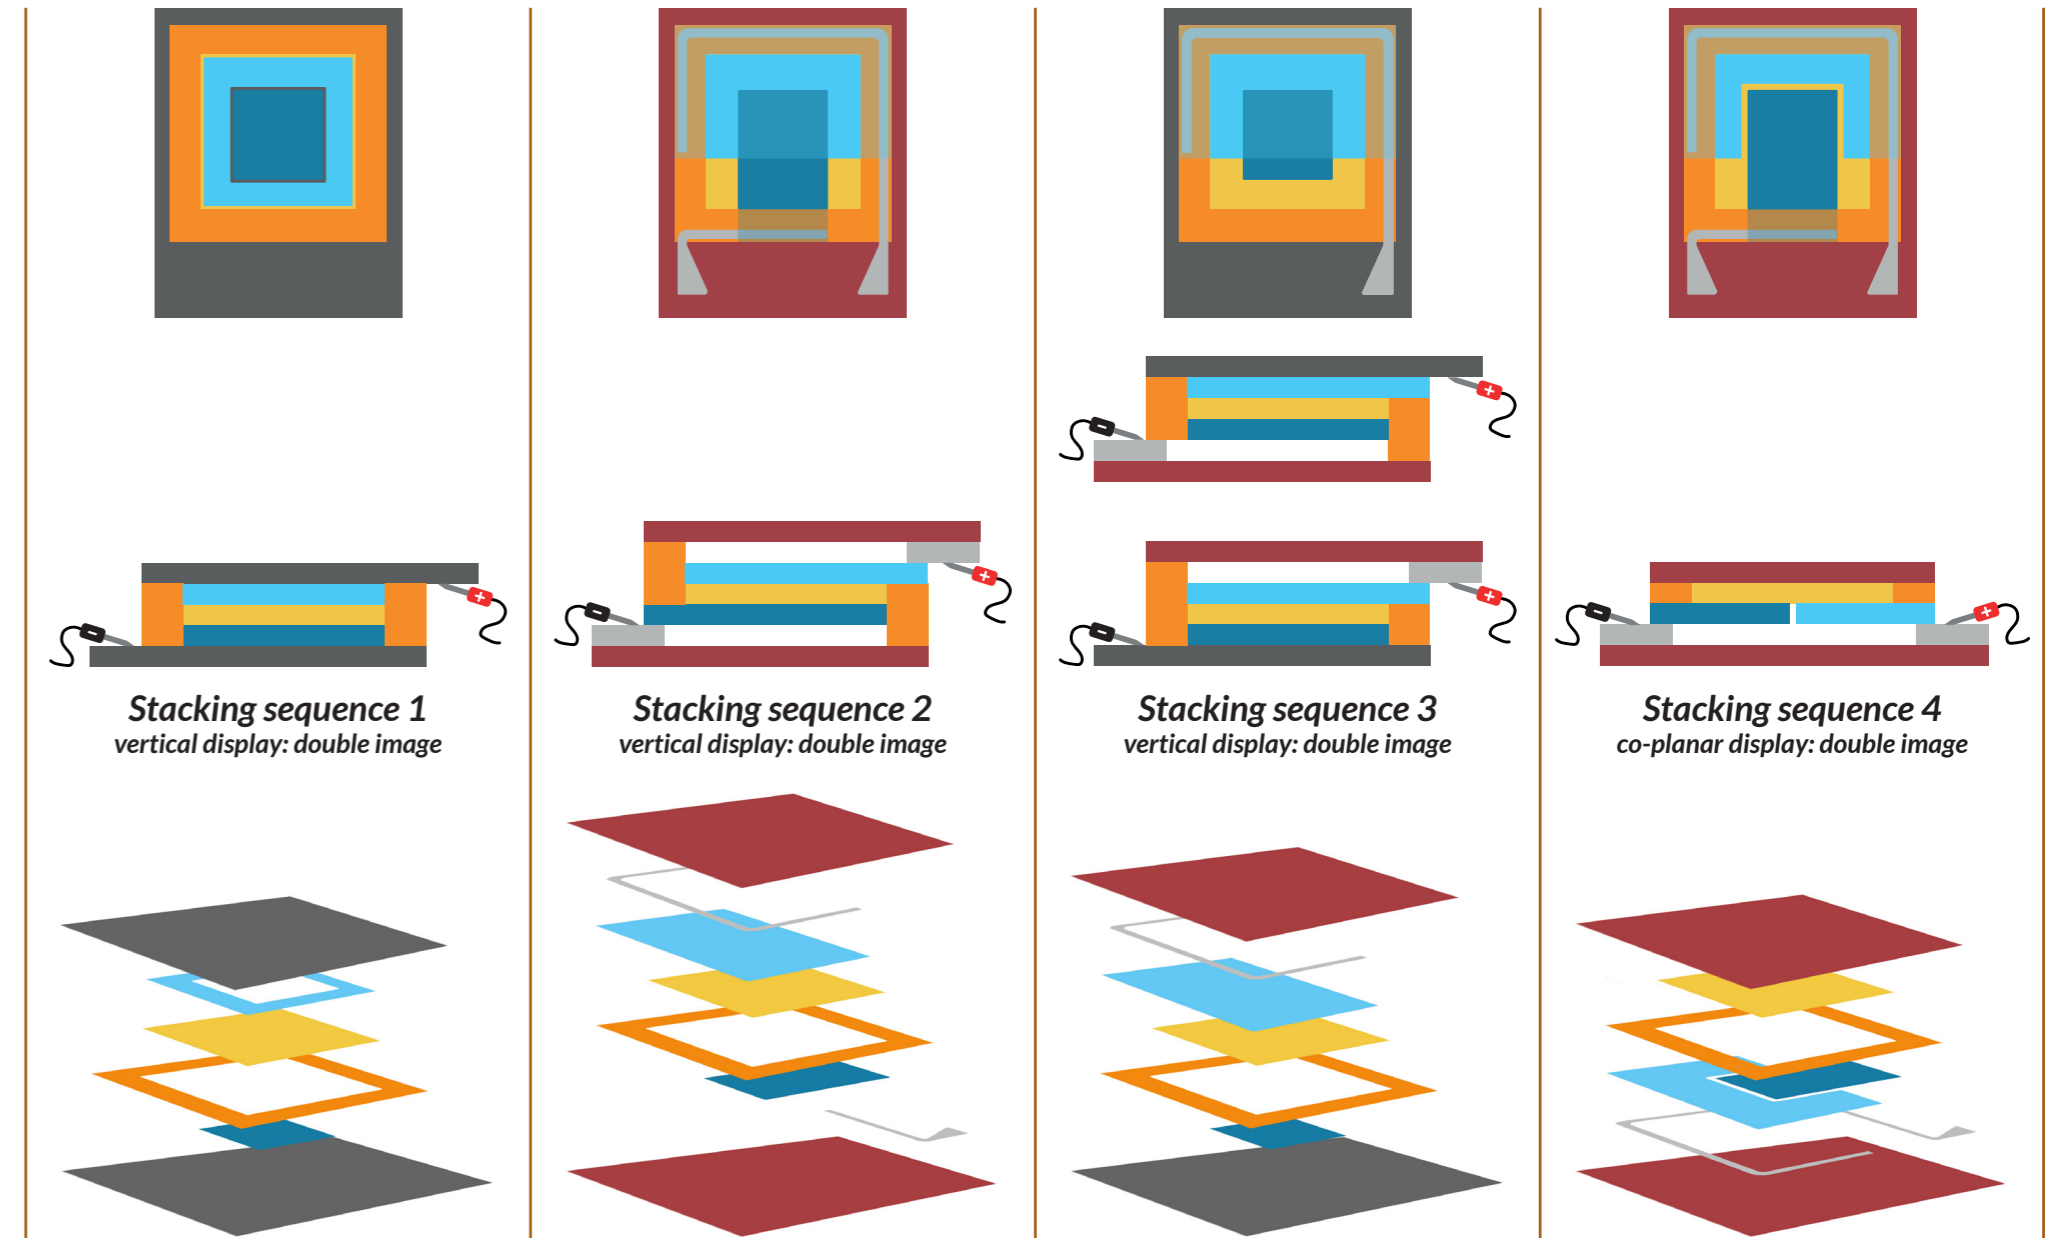 Stacking sequence 1
vertical display: double image
Stacking sequence 2
vertical display: double image
Stacking sequence 3
vertical display: double image
Stacking sequence 4
co-planar display: double image